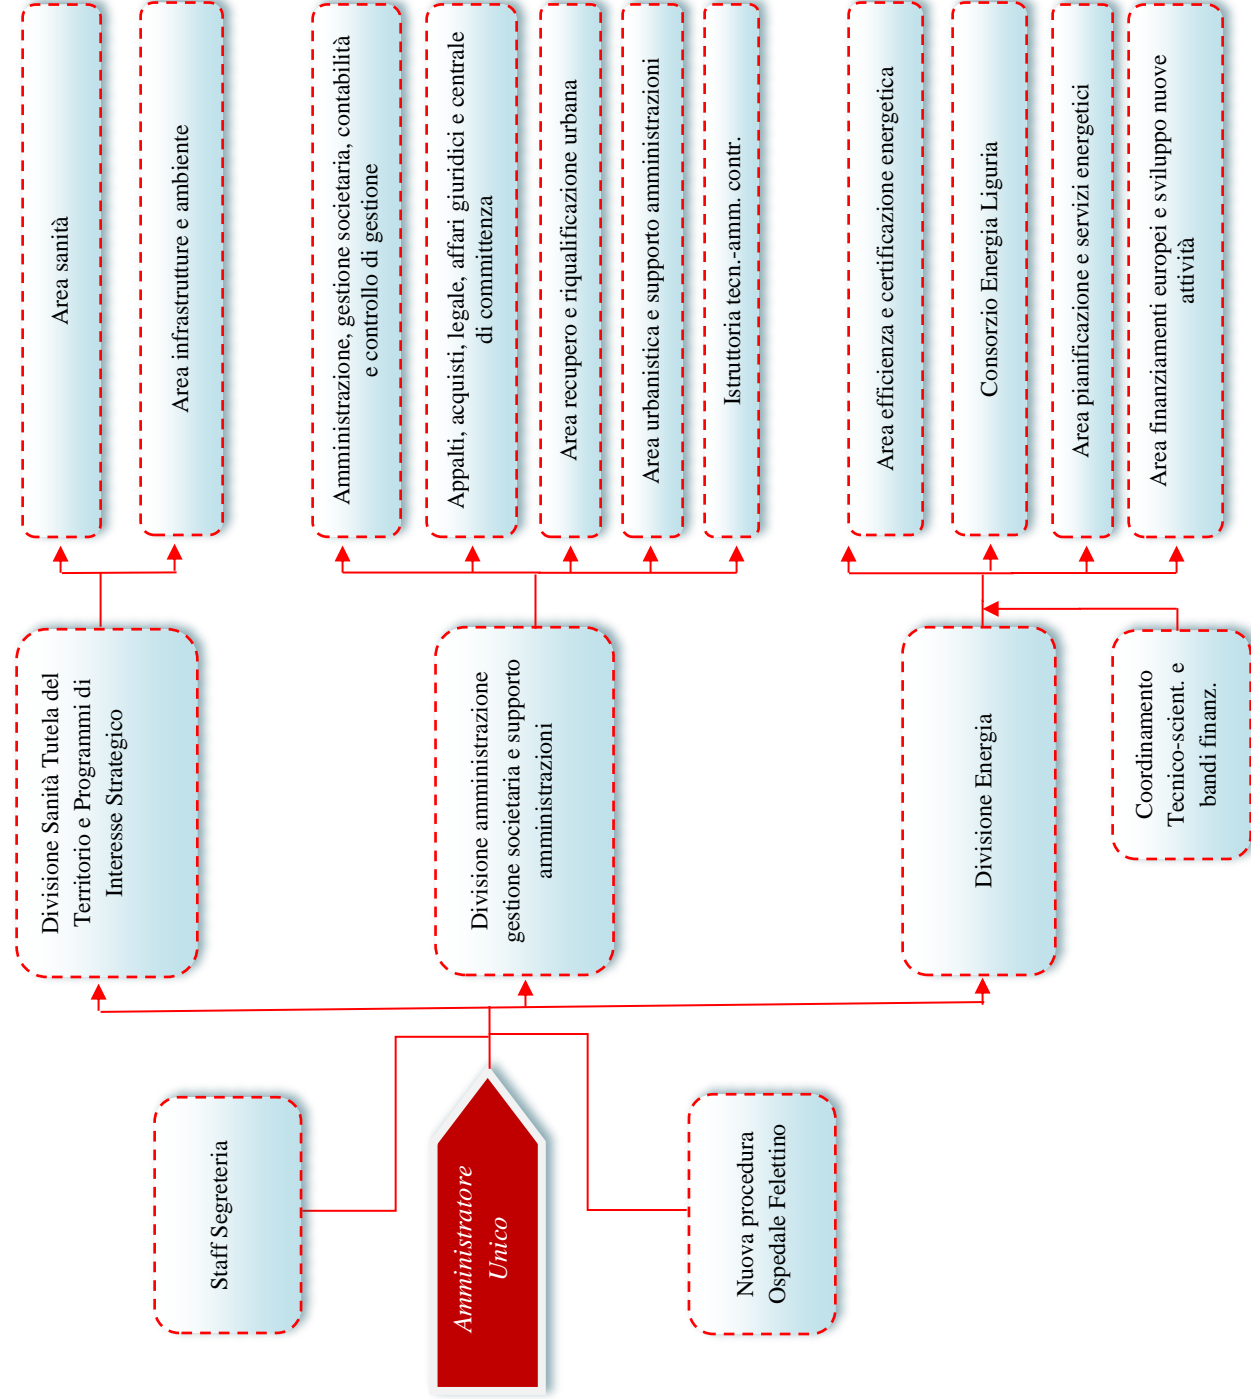 Amministratore
Unico
Staff Segreteria
Nuova procedura
Ospedale Felettino
Divisione Sanità Tutela del
Territorio e Programmi di
Interesse Strategico
Area sanità
Area infrastrutture e ambiente
Divisione amministrazione
gestione societaria e supporto
amministrazioni
Amministrazione, gestione societaria, contabilità
e controllo di gestione
Appalti, acquisti, legale, affari giuridici e centrale
di committenza
Area recupero e riqualificazione urbana
Area urbanistica e supporto amministrazioni
Istruttoria tecn.-amm. contr.
Divisione Energia
Coordinamento
Tecnico-scient. e
bandi finanz.
Area efficienza e certificazione energetica
Consorzio Energia Liguria
Area pianificazione e servizi energetici
Area finanziamenti europei e sviluppo nuove
attività